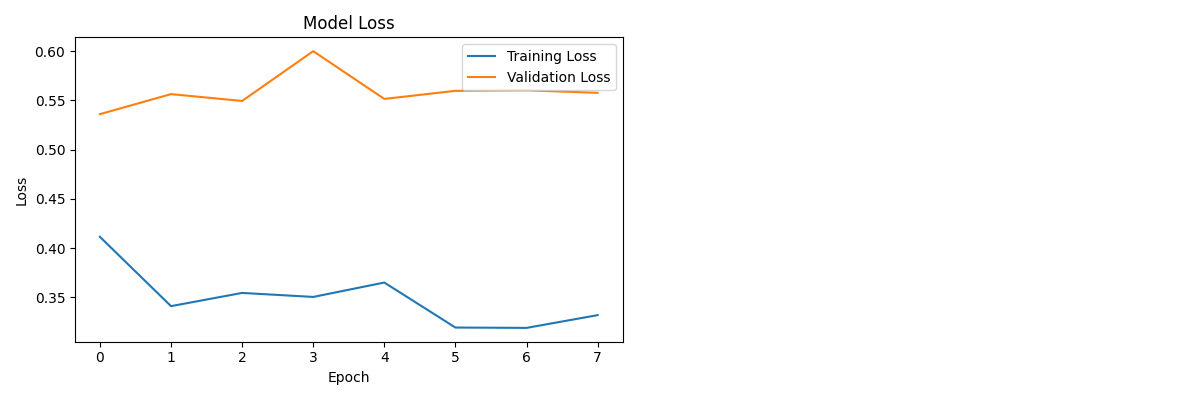 Model Loss
Training Loss
Validation Loss
0.60
0.55
0.50
0.45
0.40
0.35
Loss
0 1 2 3 4 5 6 7
Epoch